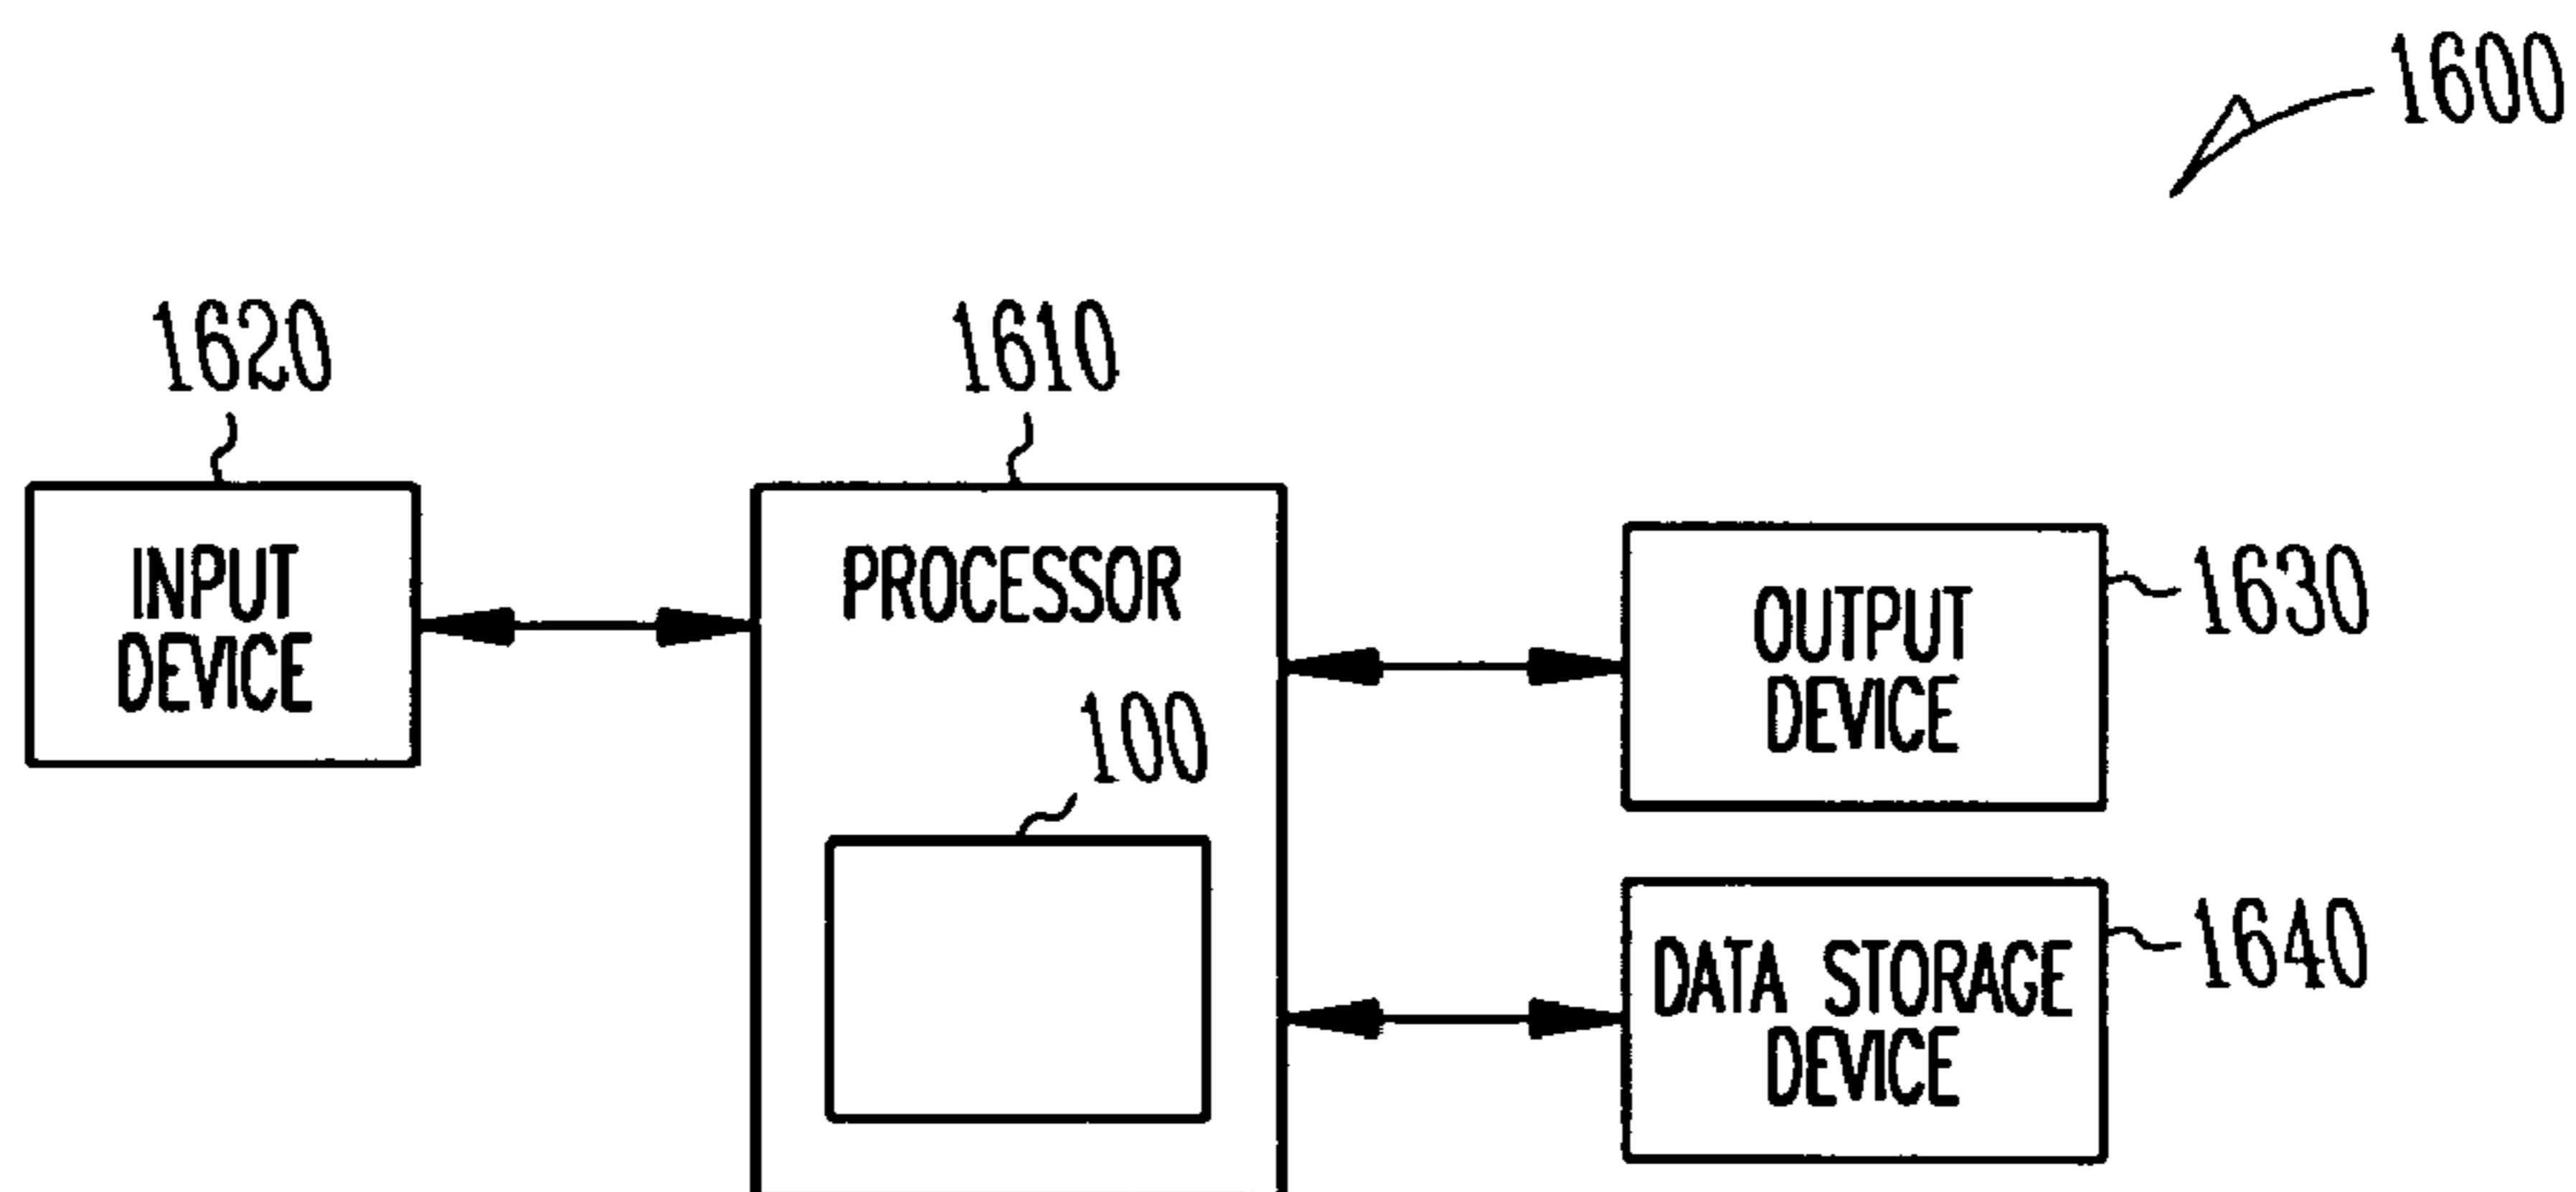 1600
1620
1610
INPUT
DEVICE
PROCESSOR
100
OUTPUT
DEVICE
1630
DATA STORAGE
DEVICE
1640